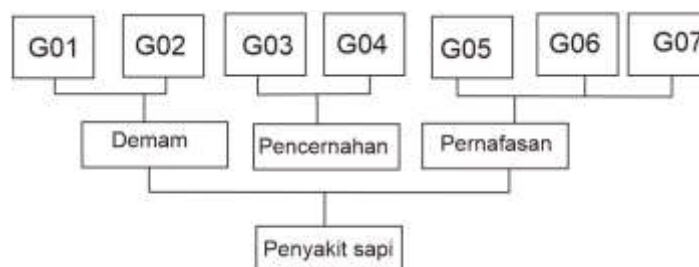 G01 G02 G03 G04 G05 G06 G07
Demam Pencernahan Pernafasan
Penyakit sapi